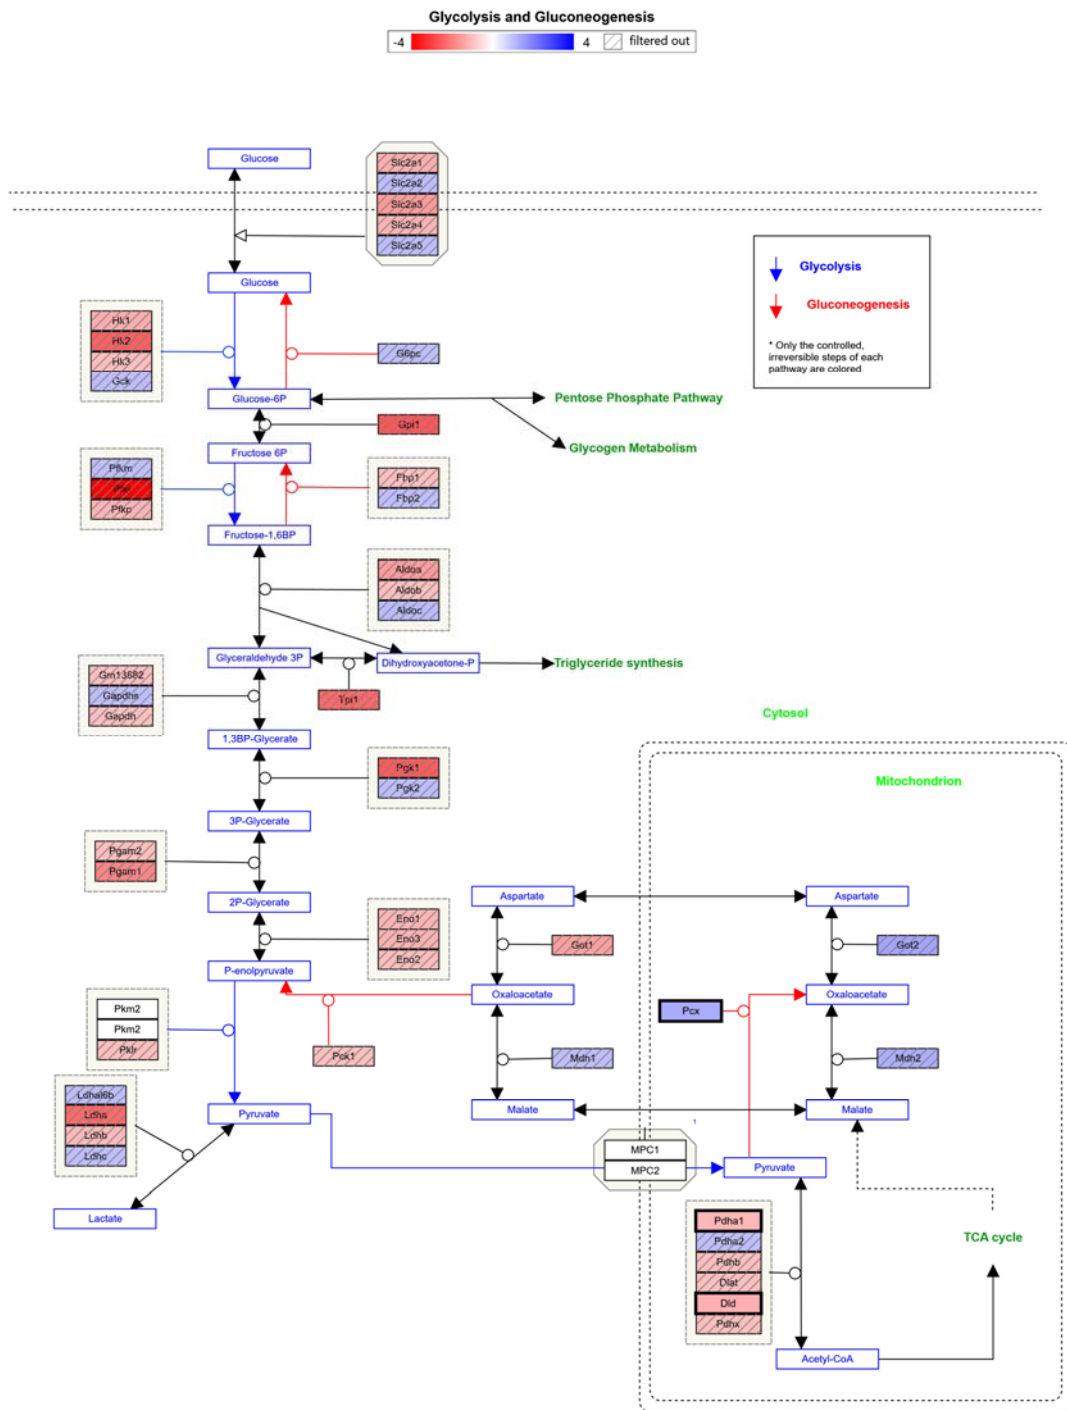 Glycolysis and Gluconeogenesis
-4 4 filtered out
Glucose
Slc2a1
Slc2a2
Slc2a3
Slc2a4
Slc2a5
Glucose
Glycolysis
Gluconeogenesis
* Only the controlled,
irreversible steps of each
pathway are colored
Hk1
Hk2
Hk3
Gck
G6pc
Glucose-6P
Pentose Phosphate Pathway
Gpi1
Glycogen Metabolism
Fructose 6P
Pfkm
Pfkp
Fbp1
Fbp2
Fructose-1,6BP
Aldoa
Aldob
Aldoc
Glyceraldehyde 3P
Dihydroxyacetone-P
Triglyceride synthesis
Gm13882
Gapdhs
Gapdh
Tpi1
1,3BP-Glycerate
Cytosol
Pgk1
Pgk2
Mitochondrion
3P-Glycerate
Pgam2
Pgam1
2P-Glycerate
Aspartate
Aspartate
Eno1
Eno3
Eno2
Got1
Got2
P-enolpyruvate
Oxaloacetate
Oxaloacetate
Pkm2
Pkm2
Pklr
Pcx
Pck1
Mdh1
Mdh2
Ldhal6b
Ldha
Ldhb
Ldhc
Pyruvate
Malate
Malate
1
MPC1
MPC2
Pyruvate
Lactate
Pdha1
Pdha2
Pdhb
Dlat
Dld
Pdhx
TCA cycle
Acetyl-CoA